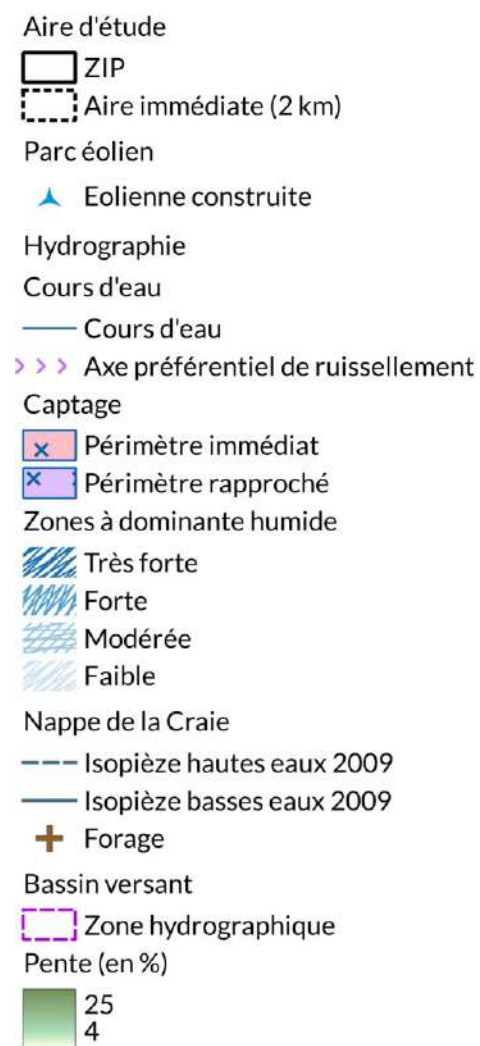 Aire d'étude
ZIP
Aire immédiate (2 km)
Parc éolien
Eolienne construite
Hydrographie
Cours d'eau
Cours d'eau
Axe préférentiel de ruissellement
Captage
Périmètre immédiat
Périmètre rapproché
Zones à dominante humide
Très forte
Forte
Modérée
Faible
Nappe de la Craie
Isopièze hautes eaux 2009
Isopièze basses eaux 2009
Forage
Bassin versant
Zone hydrographique
Pente (en %)
25
4